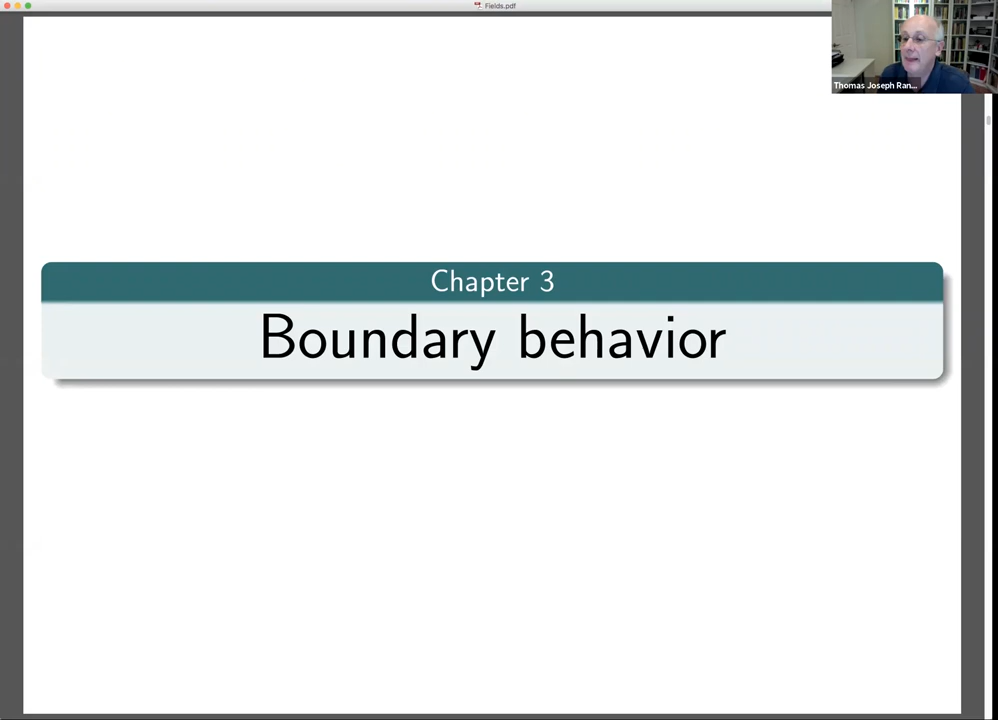 Fields.pdf
Thomas Joseph Ran...
Chapter 3
Boundary behavior